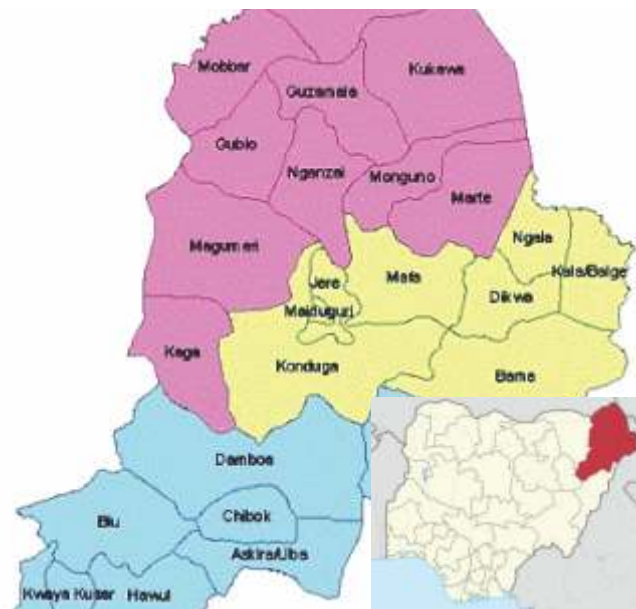 Mobbar
Kukawa
Guzamala
Gubio
Nganzai
Monguno
Marte
Magumeri
Ngala
Jere
Mafa
Kala/Balge
Dikwa
Maiduguri
Kaga
Konduga
Bama
Damboa
Chibok
Biu
Askira/Uba
Kwaya Kusar
Hawul